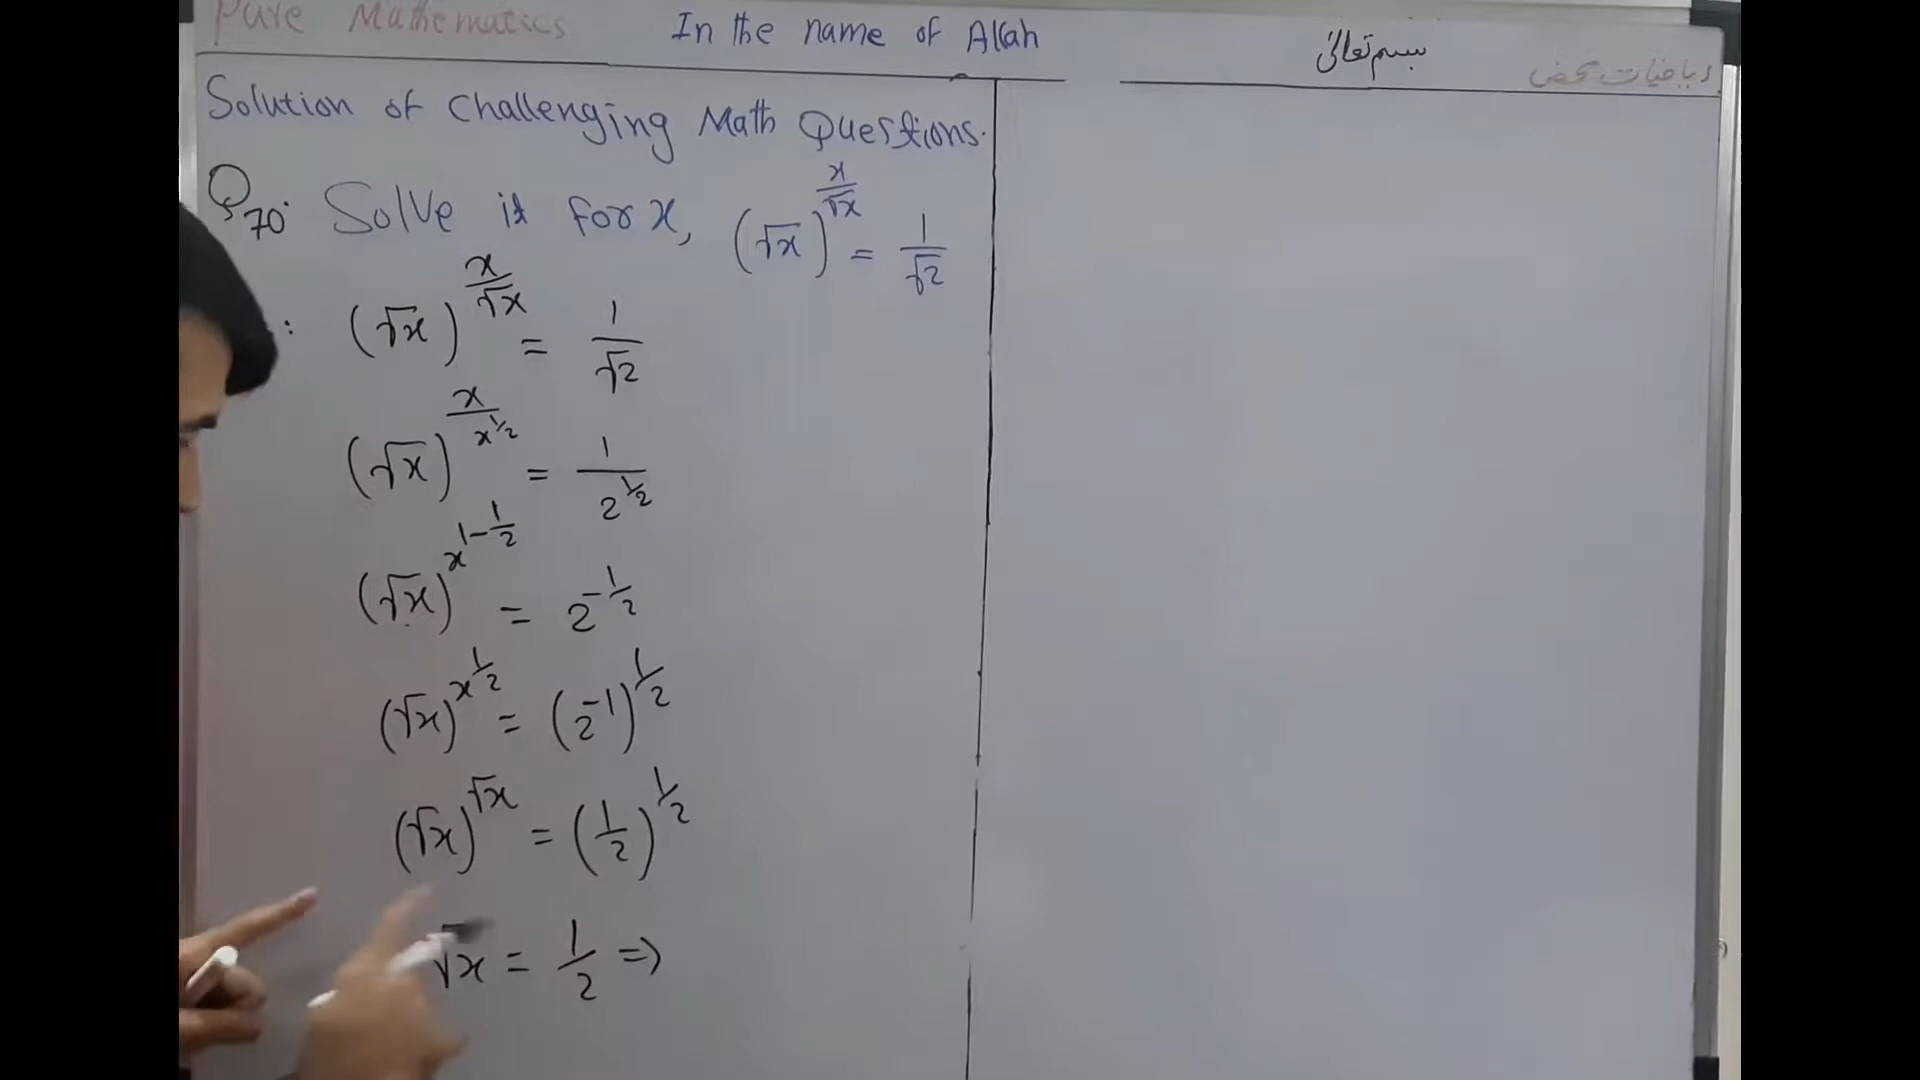 Pure Mathematics In the name of Allah بسم تعالیٰ ریاضیات محض
Solution of Challenging Math Questions.
Q70: Solve it for x, (√x)^(x/√x) = 1/√2
: (√x)^(x/√x) = 1/√2
(√x)^(x/x^(1/2)) = 1/2^(1/2)
(√x)^(x^(1-1/2)) = 2^(-1/2)
(√x)^(x^(1/2)) = (2^-1)^(1/2)
(√x)^(√x) = (1/2)^(1/2)
√x = 1/2 =>